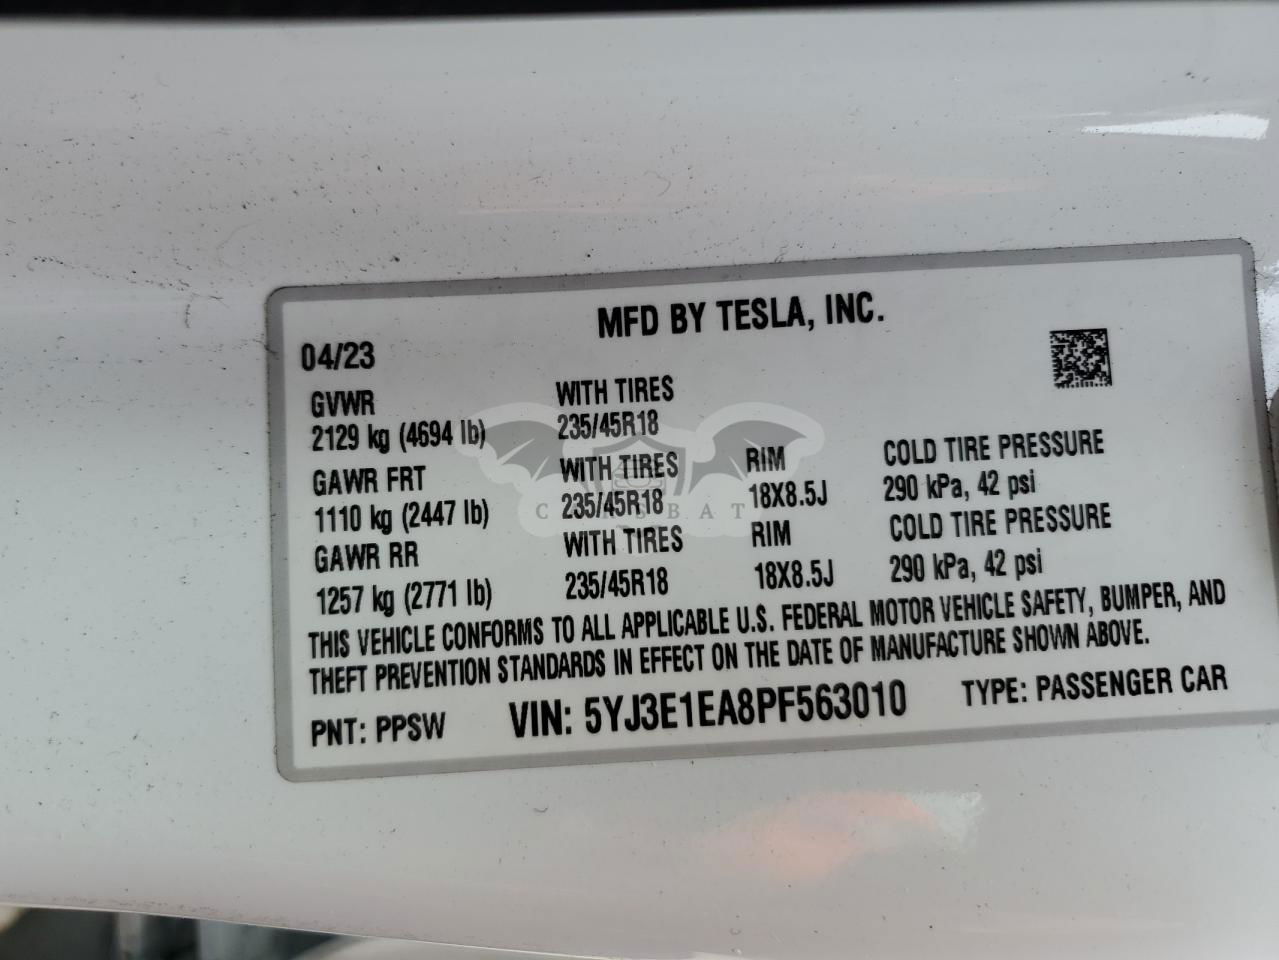 MFD BY TESLA, INC.
04/23
GVWR WITH TIRES
2129 kg (4694 lb) 235/45R18
GAWR FRT WITH TIRES RIM COLD TIRE PRESSURE
1110 kg (2447 lb) 235/45R18 18X8.5J 290 kPa, 42 psi
GAWR RR WITH TIRES RIM COLD TIRE PRESSURE
1257 kg (2771 lb) 235/45R18 18X8.5J 290 kPa, 42 psi
THIS VEHICLE CONFORMS TO ALL APPLICABLE U.S. FEDERAL MOTOR VEHICLE SAFETY, BUMPER, AND
THEFT PREVENTION STANDARDS IN EFFECT ON THE DATE OF MANUFACTURE SHOWN ABOVE.
PNT: PPSW VIN: 5YJ3E1EA8PF563010 TYPE: PASSENGER CAR